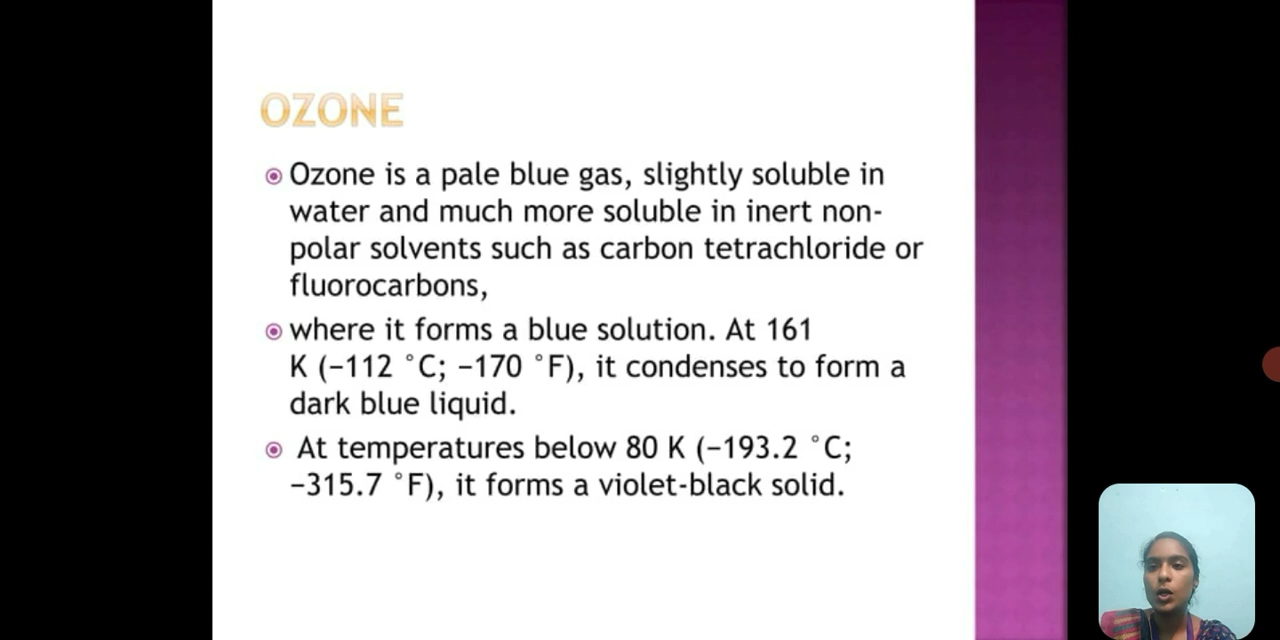 OZONE
Ozone is a pale blue gas, slightly soluble in
water and much more soluble in inert non-
polar solvents such as carbon tetrachloride or
fluorocarbons,
where it forms a blue solution. At 161
K (−112 °C; −170 °F), it condenses to form a
dark blue liquid.
At temperatures below 80 K (−193.2 °C;
−315.7 °F), it forms a violet-black solid.